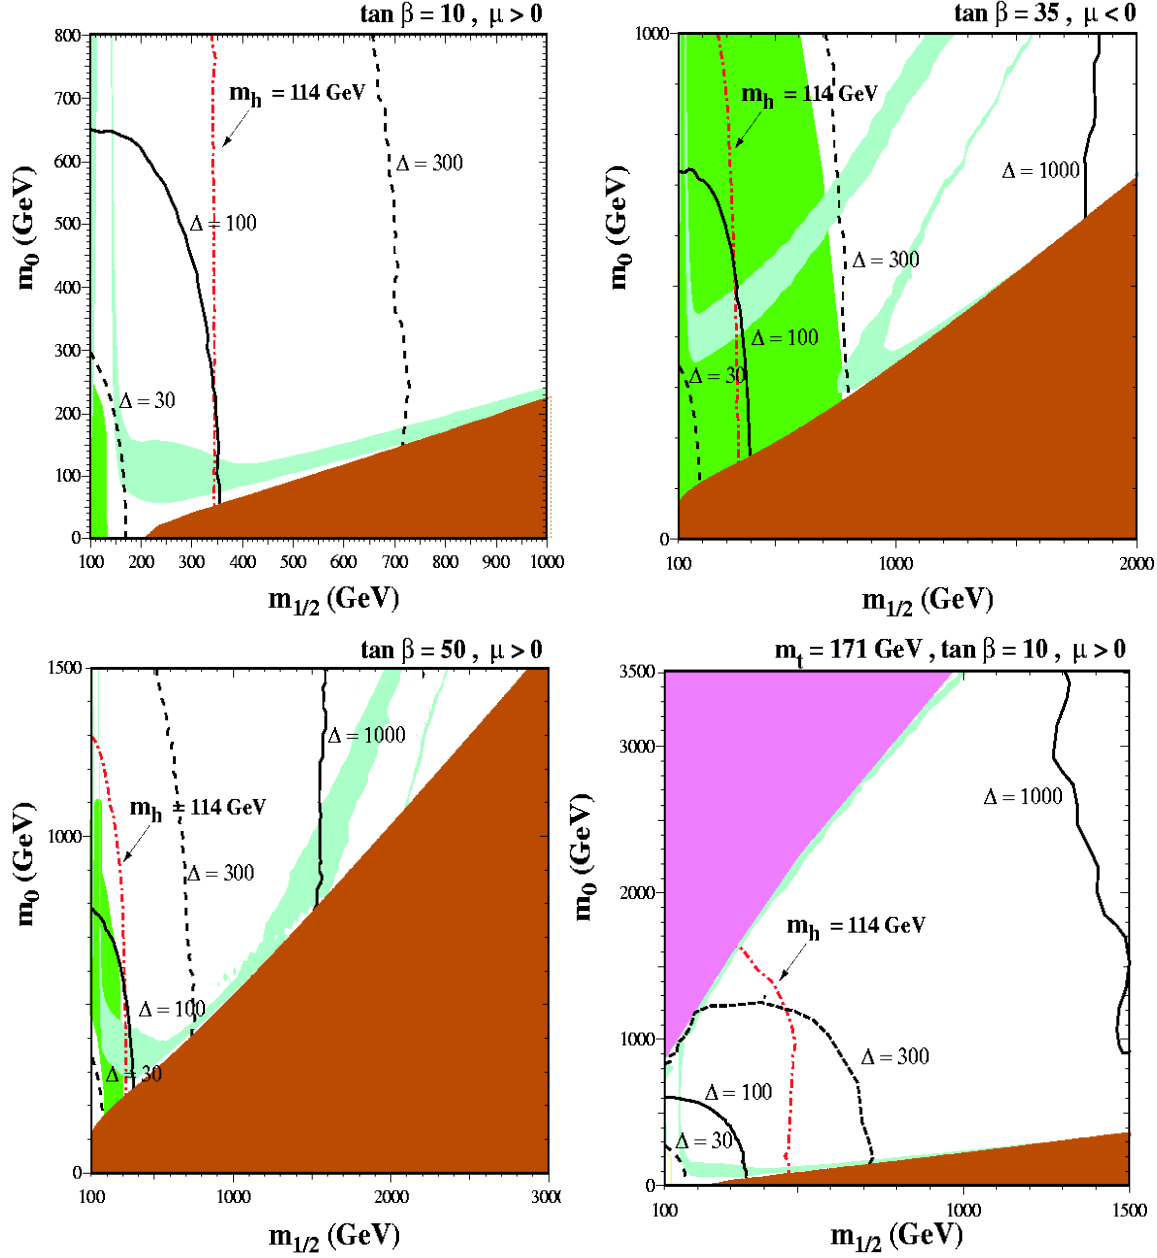 tan β = 10 , μ > 0
800
700
600
500
400
300
200
100
0
m0 (GeV)
mh = 114 GeV
Δ = 300
Δ = 100
Δ = 30
100 200 300 400 500 600 700 800 900 1000
m1/2 (GeV)
tan β = 35 , μ < 0
1000
0
m0 (GeV)
mh = 114 GeV
Δ = 1000
Δ = 300
Δ = 100
Δ = 30
100 1000 2000
m1/2 (GeV)
tan β = 50 , μ > 0
1500
1000
0
m0 (GeV)
Δ = 1000
mh = 114 GeV
Δ = 300
Δ = 100
Δ = 30
100 1000 2000 3000
m1/2 (GeV)
mt = 171 GeV , tan β = 10 , μ > 0
3500
3000
2000
1000
0
m0 (GeV)
Δ = 1000
mh = 114 GeV
Δ = 300
Δ = 100
Δ = 30
100 1000 1500
m1/2 (GeV)